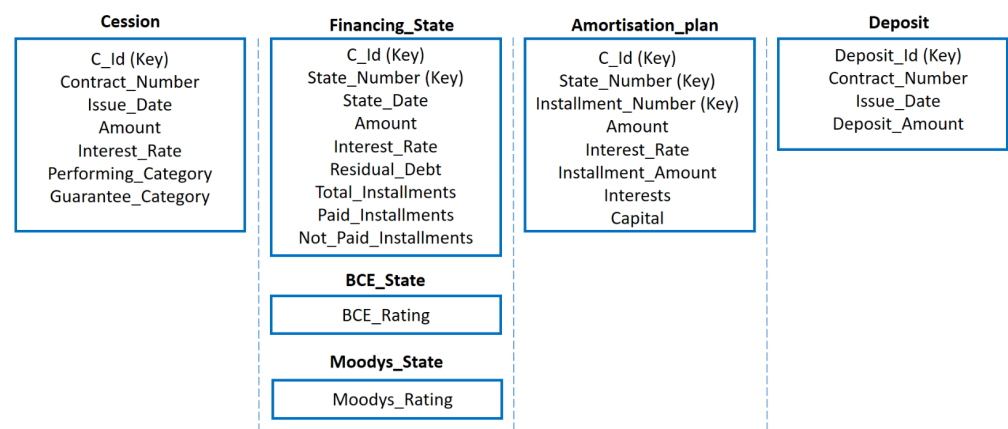 Cession
C_Id (Key)
Contract_Number
Issue_Date
Amount
Interest_Rate
Performing_Category
Guarantee_Category
Financing_State
C_Id (Key)
State_Number (Key)
State_Date
Amount
Interest_Rate
Residual_Debt
Total_Installments
Paid_Installments
Not_Paid_Installments
BCE_State
BCE_Rating
Moodys_State
Moodys_Rating
Amortisation_plan
C_Id (Key)
State_Number (Key)
Installment_Number (Key)
Amount
Interest_Rate
Installment_Amount
Interests
Capital
Deposit
Deposit_Id (Key)
Contract_Number
Issue_Date
Deposit_Amount